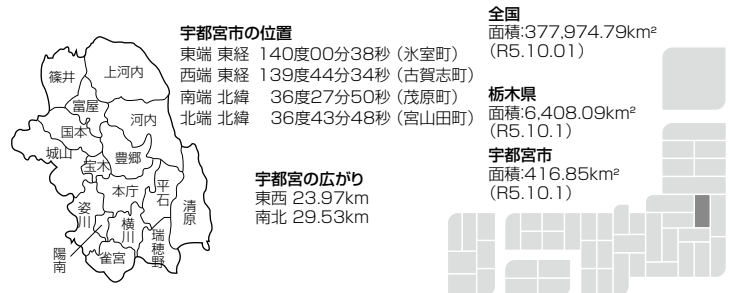 宇都宮市の位置
東端 東経 140度00分38秒（氷室町）
西端 東経 139度44分34秒（古賀志町）
南端 北緯 36度27分50秒（茂原町）
北端 北緯 36度43分48秒（宮山田町）
宇都宮の広がり
東西 23.97km
南北 29.53km
全国
面積:377,974.79km²
（R5.10.01）
栃木県
面積:6,408.09km²
（R5.10.1）
宇都宮市
面積:416.85km²
（R5.10.1）
篠井
上河内
富屋
国本
河内
城山
宝木
豊郷
本庁
平石
清原
姿川
陽南
横川
瑞穂野
雀宮